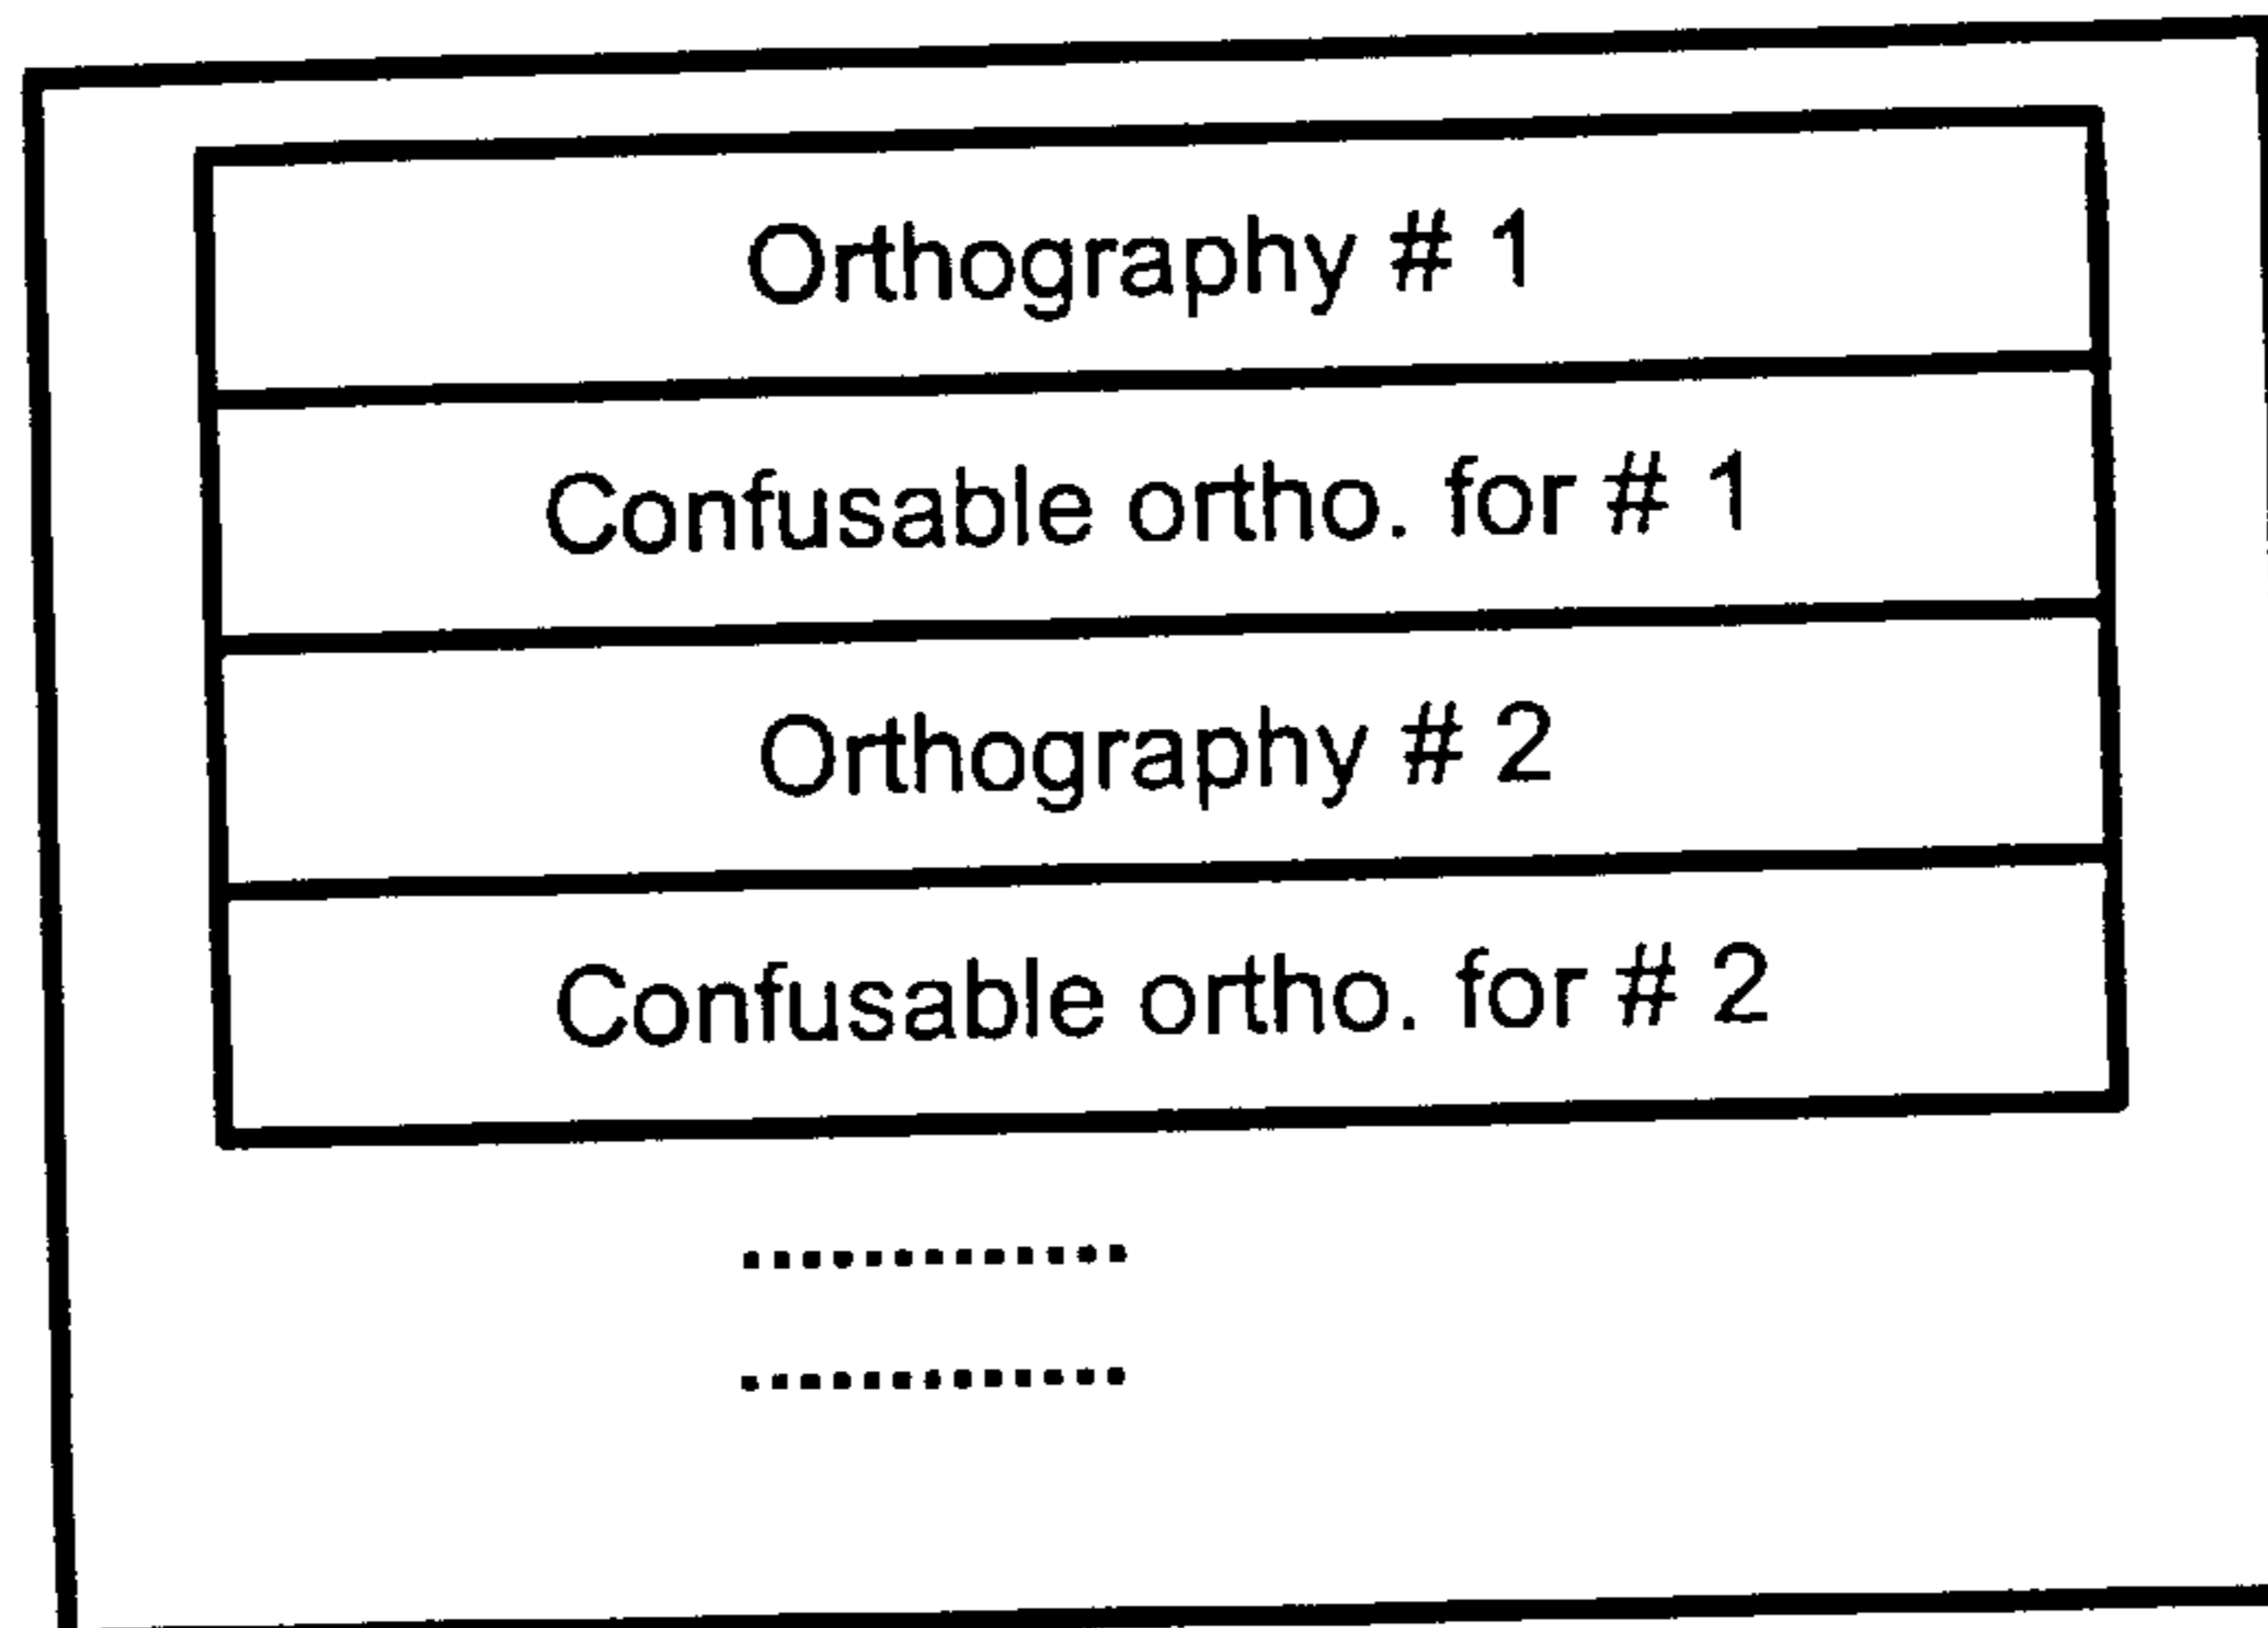 Orthography # 1
Confusable ortho. for # 1
Orthography # 2
Confusable ortho. for # 2
.............
.............